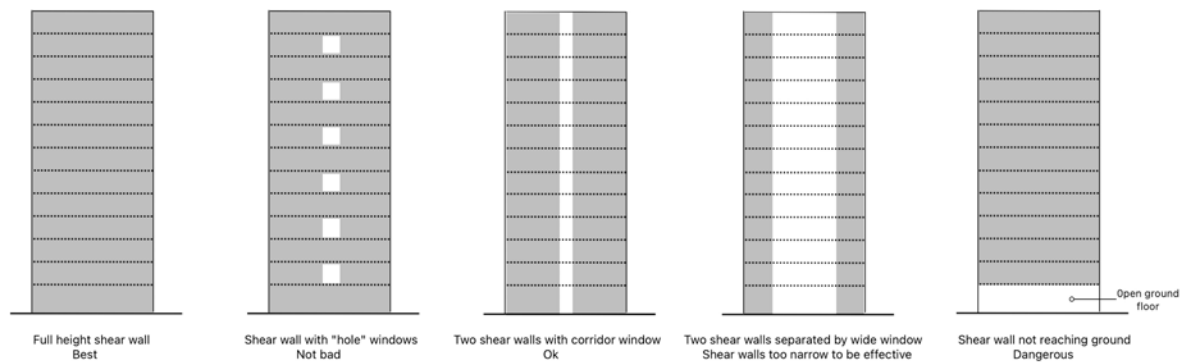 Open ground
floor
Full height shear wall
Best
Shear wall with "hole" windows
Not bad
Two shear walls with corridor window
Ok
Two shear walls separated by wide window
Shear walls too narrow to be effective
Shear wall not reaching ground
Dangerous